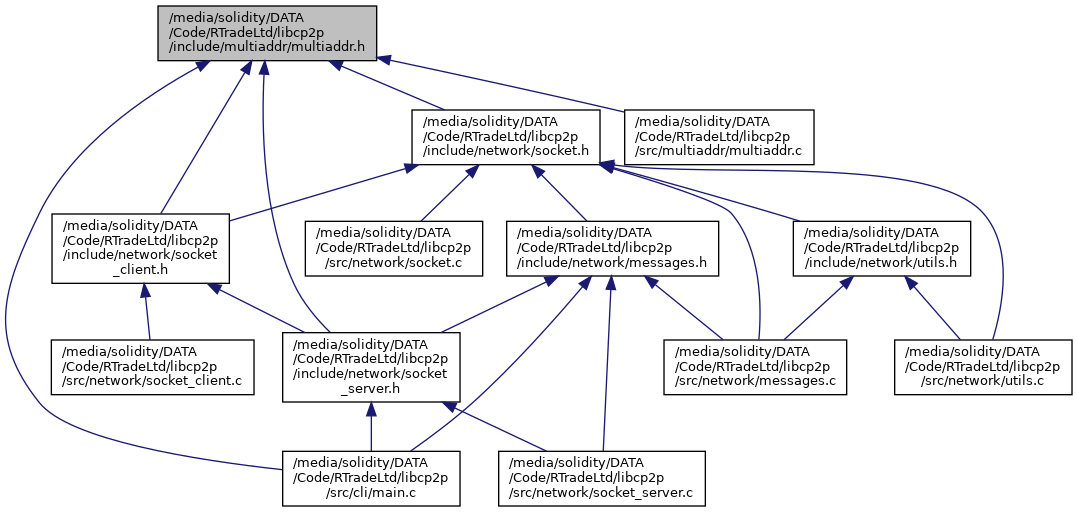 /media/solidity/DATA
/Code/RTradeLtd/libcp2p
/include/multiaddr/multiaddr.h
/media/solidity/DATA
/Code/RTradeLtd/libcp2p
/include/network/socket.h
/media/solidity/DATA
/Code/RTradeLtd/libcp2p
/src/multiaddr/multiaddr.c
/media/solidity/DATA
/Code/RTradeLtd/libcp2p
/include/network/socket
_client.h
/media/solidity/DATA
/Code/RTradeLtd/libcp2p
/src/network/socket.c
/media/solidity/DATA
/Code/RTradeLtd/libcp2p
/include/network/messages.h
/media/solidity/DATA
/Code/RTradeLtd/libcp2p
/include/network/utils.h
/media/solidity/DATA
/Code/RTradeLtd/libcp2p
/src/network/socket_client.c
/media/solidity/DATA
/Code/RTradeLtd/libcp2p
/include/network/socket
_server.h
/media/solidity/DATA
/Code/RTradeLtd/libcp2p
/src/network/messages.c
/media/solidity/DATA
/Code/RTradeLtd/libcp2p
/src/network/utils.c
/media/solidity/DATA
/Code/RTradeLtd/libcp2p
/src/cli/main.c
/media/solidity/DATA
/Code/RTradeLtd/libcp2p
/src/network/socket_server.c